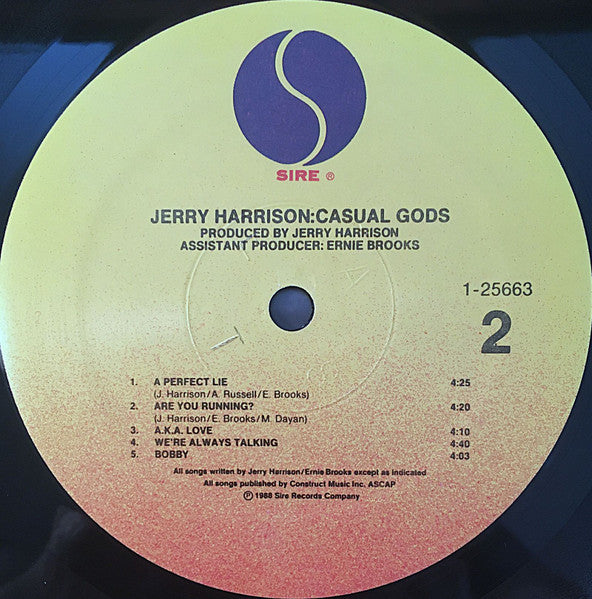 SIRE ®
JERRY HARRISON:CASUAL GODS
PRODUCED BY JERRY HARRISON
ASSISTANT PRODUCER: ERNIE BROOKS
1-25663
2
1. A PERFECT LIE 4:25
(J. Harrison/A. Russell/E. Brooks)
2. ARE YOU RUNNING? 4:20
(J. Harrison/E. Brooks/M. Dayan)
3. A.K.A. LOVE 4:10
4. WE'RE ALWAYS TALKING 4:40
5. BOBBY 4:03
All songs written by Jerry Harrison/Ernie Brooks except as indicated
All songs published by Construct Music Inc. ASCAP
Ⓟ 1988 Sire Records Company